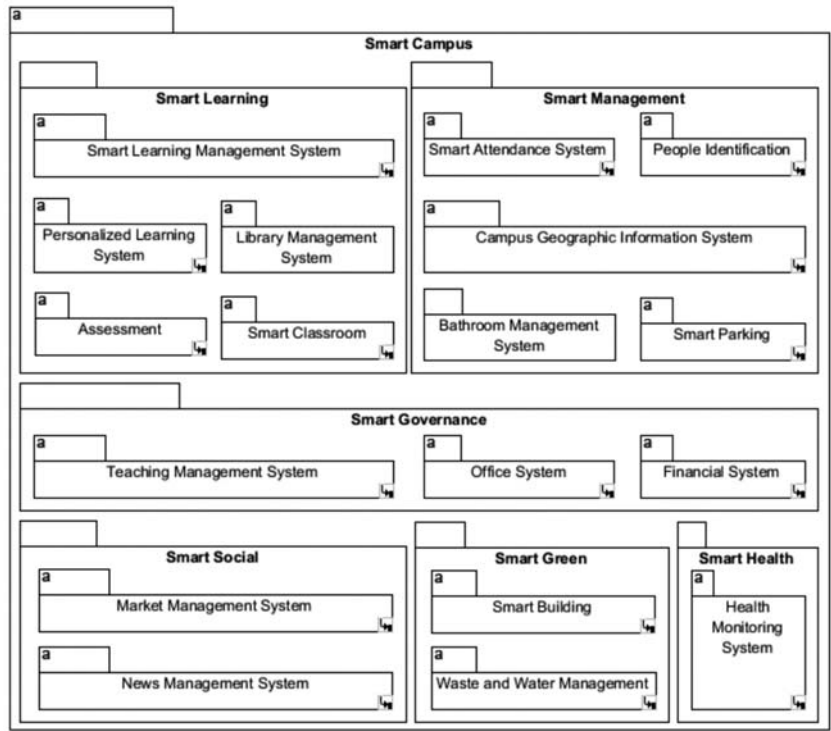 a
Smart Campus
Smart Learning
a
Smart Learning Management System
a
Personalized Learning
System
a
Library Management
System
a
Assessment
a
Smart Classroom
Smart Management
a
Smart Attendance System
a
People Identification
a
Campus Geographic Information System
Bathroom Management
System
a
Smart Parking
Smart Governance
a
Teaching Management System
a
Office System
a
Financial System
Smart Social
a
Market Management System
a
News Management System
Smart Green
a
Smart Building
a
Waste and Water Management
Smart Health
a
Health
Monitoring
System